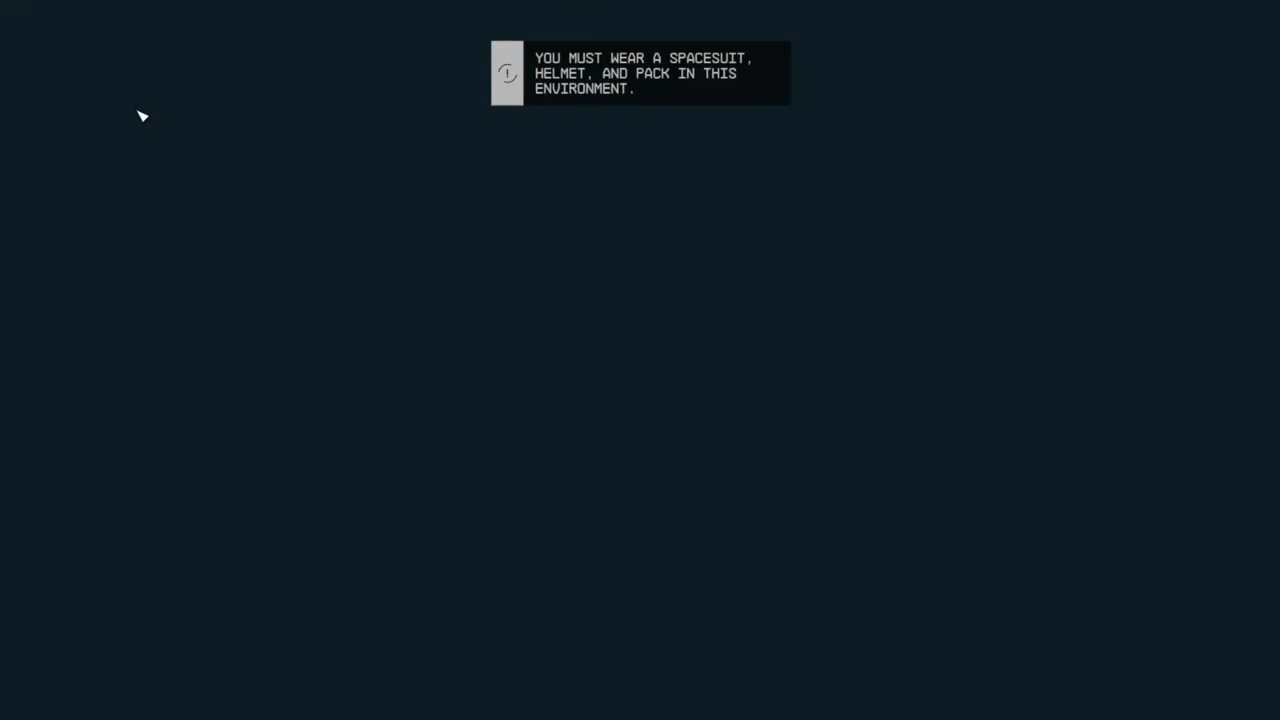 YOU MUST WEAR A SPACESUIT,
HELMET, AND PACK IN THIS
ENVIRONMENT.